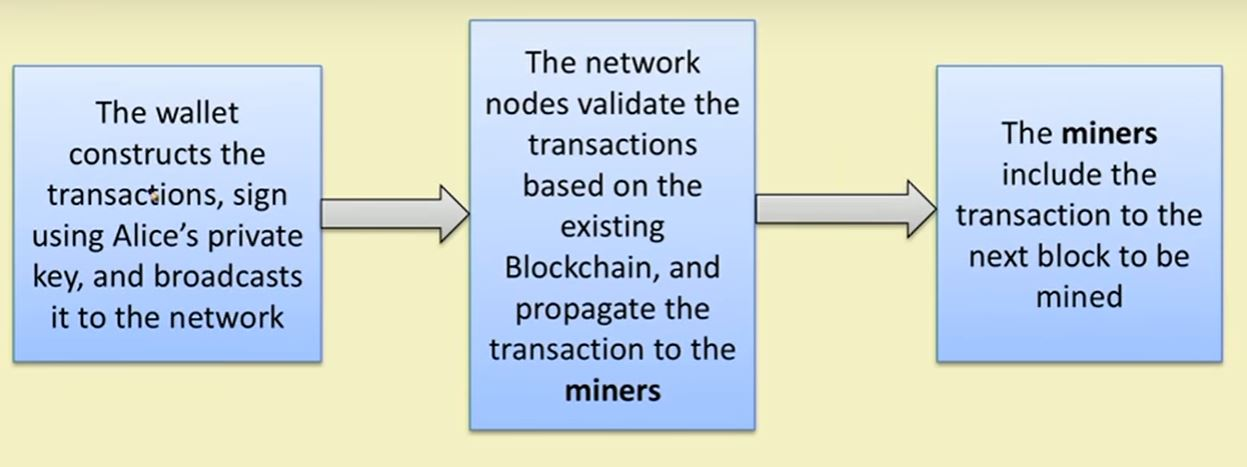 The wallet
constructs the
transactions, sign
using Alice's private
key, and broadcasts
it to the network
The network
nodes validate the
transactions
based on the
existing
Blockchain, and
propagate the
transaction to the
miners
The miners
include the
transaction to the
next block to be
mined